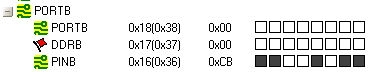 PORTB
PORTB 0x18(0x38) 0x00
DDRB 0x17(0x37) 0x00
PINB 0x16(0x36) 0xCB